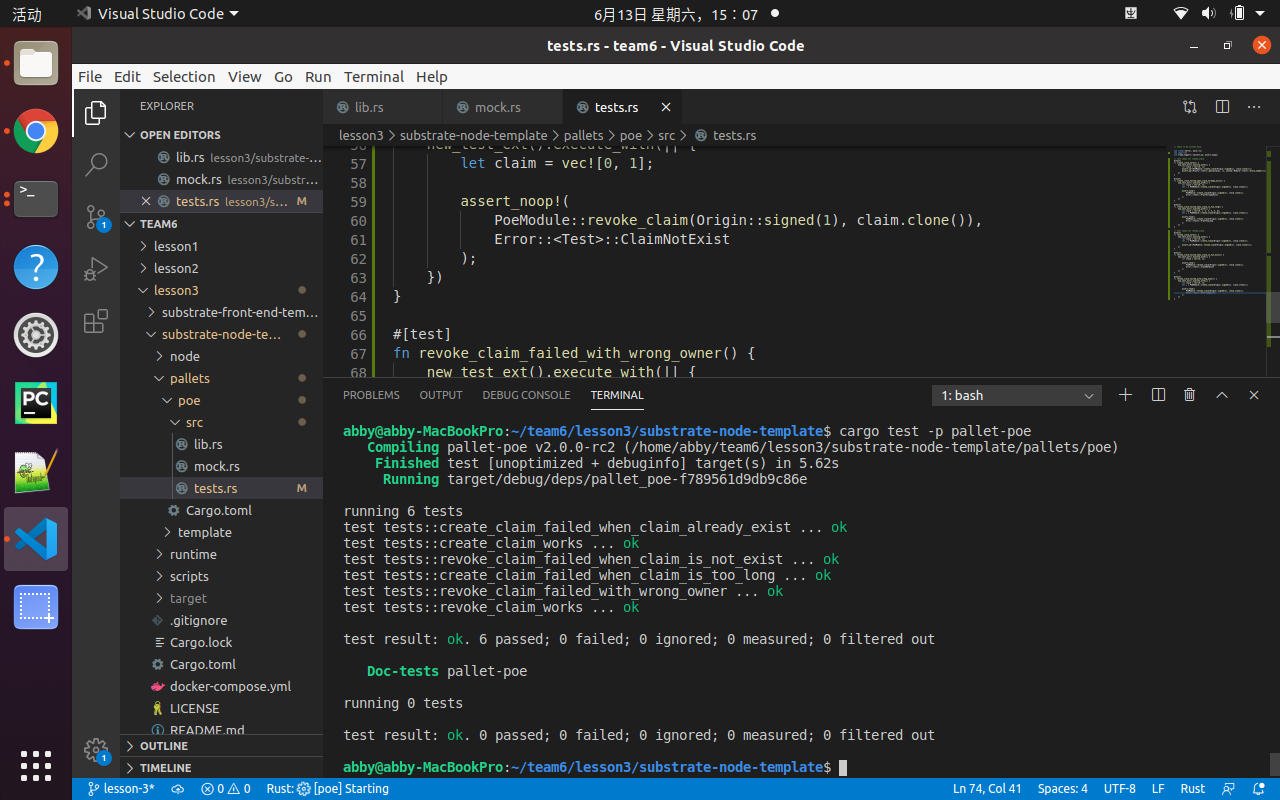 活动
Visual Studio Code
6月13日 星期六，15：07
tests.rs - team6 - Visual Studio Code
File Edit Selection View Go Run Terminal Help
EXPLORER
OPEN EDITORS
lib.rs lesson3/substrate-...
mock.rs lesson3/substr...
tests.rs lesson3/s... M
TEAM6
lesson1
lesson2
lesson3
substrate-front-end-tem...
substrate-node-te...
node
pallets
poe
src
lib.rs
mock.rs
tests.rs M
Cargo.toml
template
runtime
scripts
target
.gitignore
Cargo.lock
Cargo.toml
docker-compose.yml
LICENSE
README.md
OUTLINE
TIMELINE
1
1
PC
lib.rs mock.rs tests.rs
lesson3 > substrate-node-template > pallets > poe > src > tests.rs
56 new_test_ext().execute_with(|| {
57 let claim = vec![0, 1];
58
59 assert_noop!(
60 PoeModule::revoke_claim(Origin::signed(1), claim.clone()),
61 Error::<Test>::ClaimNotExist
62 );
63 })
64 }
65
66 #[test]
67 fn revoke_claim_failed_with_wrong_owner() {
68 new_test_ext().execute_with(|| {
PROBLEMS OUTPUT DEBUG CONSOLE TERMINAL
1: bash
abby@abby-MacBookPro:~/team6/lesson3/substrate-node-template$ cargo test -p pallet-poe
Compiling pallet-poe v2.0.0-rc2 (/home/abby/team6/lesson3/substrate-node-template/pallets/poe)
Finished test [unoptimized + debuginfo] target(s) in 5.62s
Running target/debug/deps/pallet_poe-f789561d9db9c86e
running 6 tests
test tests::create_claim_failed_when_claim_already_exist ... ok
test tests::create_claim_works ... ok
test tests::revoke_claim_failed_when_claim_is_not_exist ... ok
test tests::create_claim_failed_when_claim_is_too_long ... ok
test tests::revoke_claim_failed_with_wrong_owner ... ok
test tests::revoke_claim_works ... ok
test result: ok. 6 passed; 0 failed; 0 ignored; 0 measured; 0 filtered out
Doc-tests pallet-poe
running 0 tests
test result: ok. 0 passed; 0 failed; 0 ignored; 0 measured; 0 filtered out
abby@abby-MacBookPro:~/team6/lesson3/substrate-node-template$
lesson-3* 0 0 Rust: [poe] Starting
Ln 74, Col 41 Spaces: 4 UTF-8 LF Rust